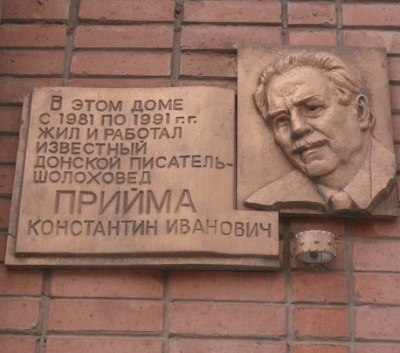 В ЭТОМ ДОМЕ
С 1981 ПО 1991 Г.Г.
ЖИЛ И РАБОТАЛ
ИЗВЕСТНЫЙ
ДОНСКОЙ ПИСАТЕЛЬ-
ШОЛОХОВЕД
ПРИЙМА
КОНСТАНТИН ИВАНОВИЧ